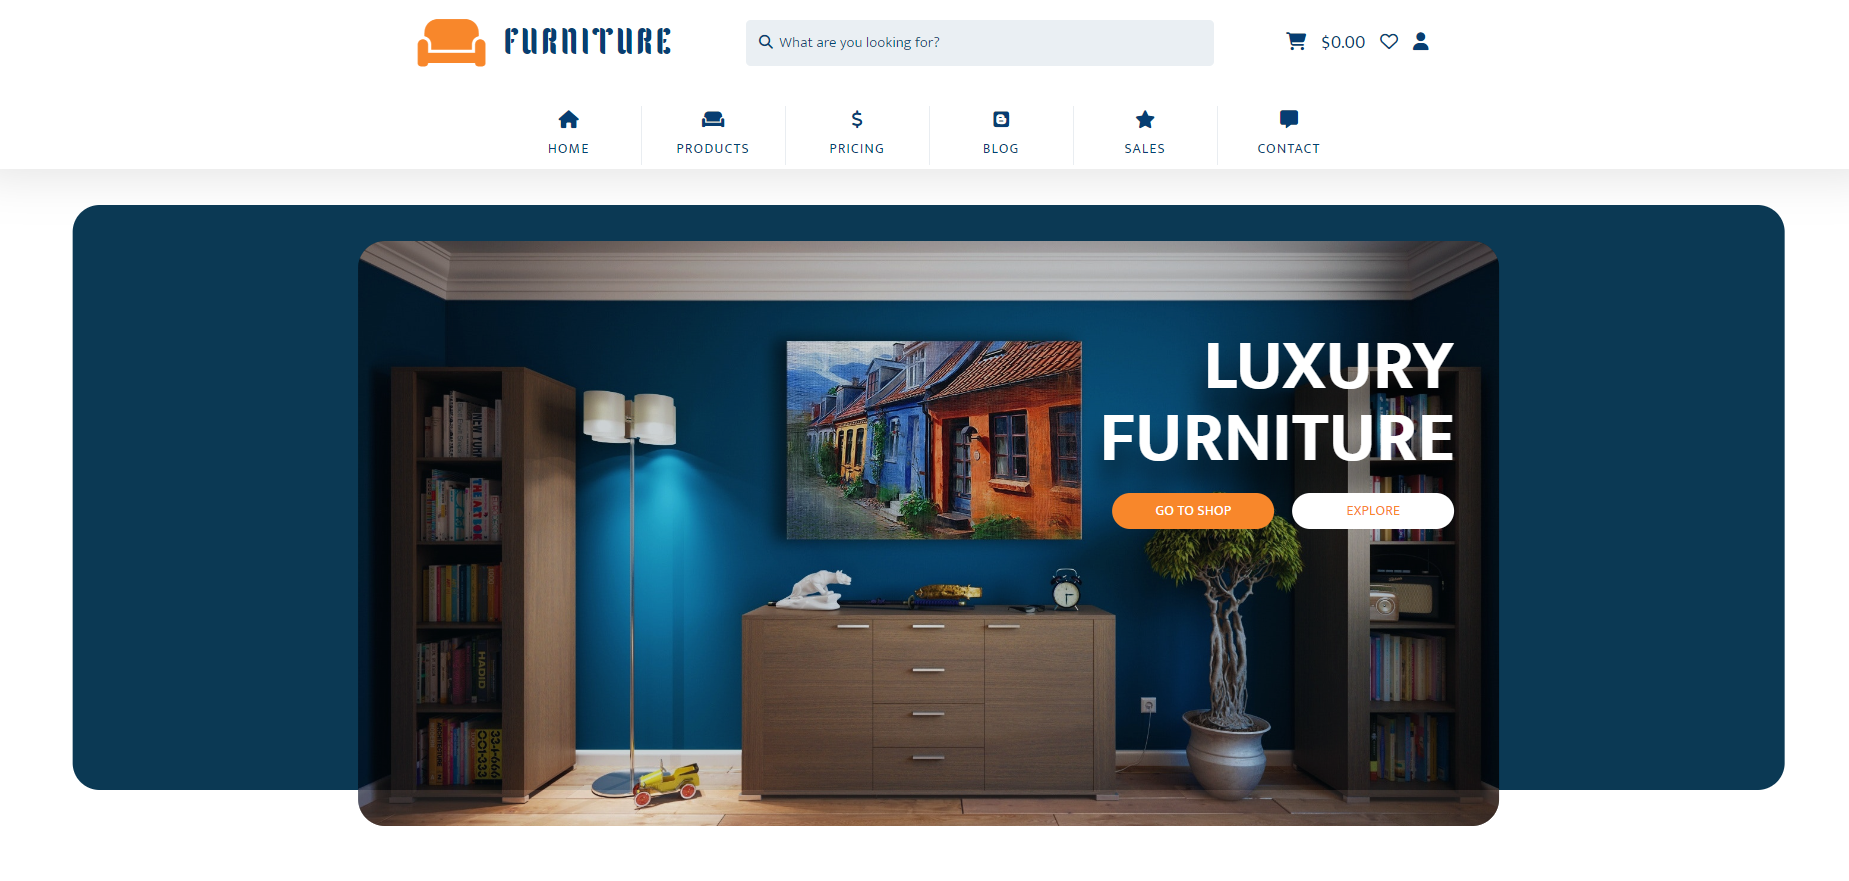 FURNITURE
What are you looking for?
$0.00
HOME
PRODUCTS
PRICING
BLOG
SALES
CONTACT
LUXURY
FURNITURE
GO TO SHOP
EXPLORE
HADID